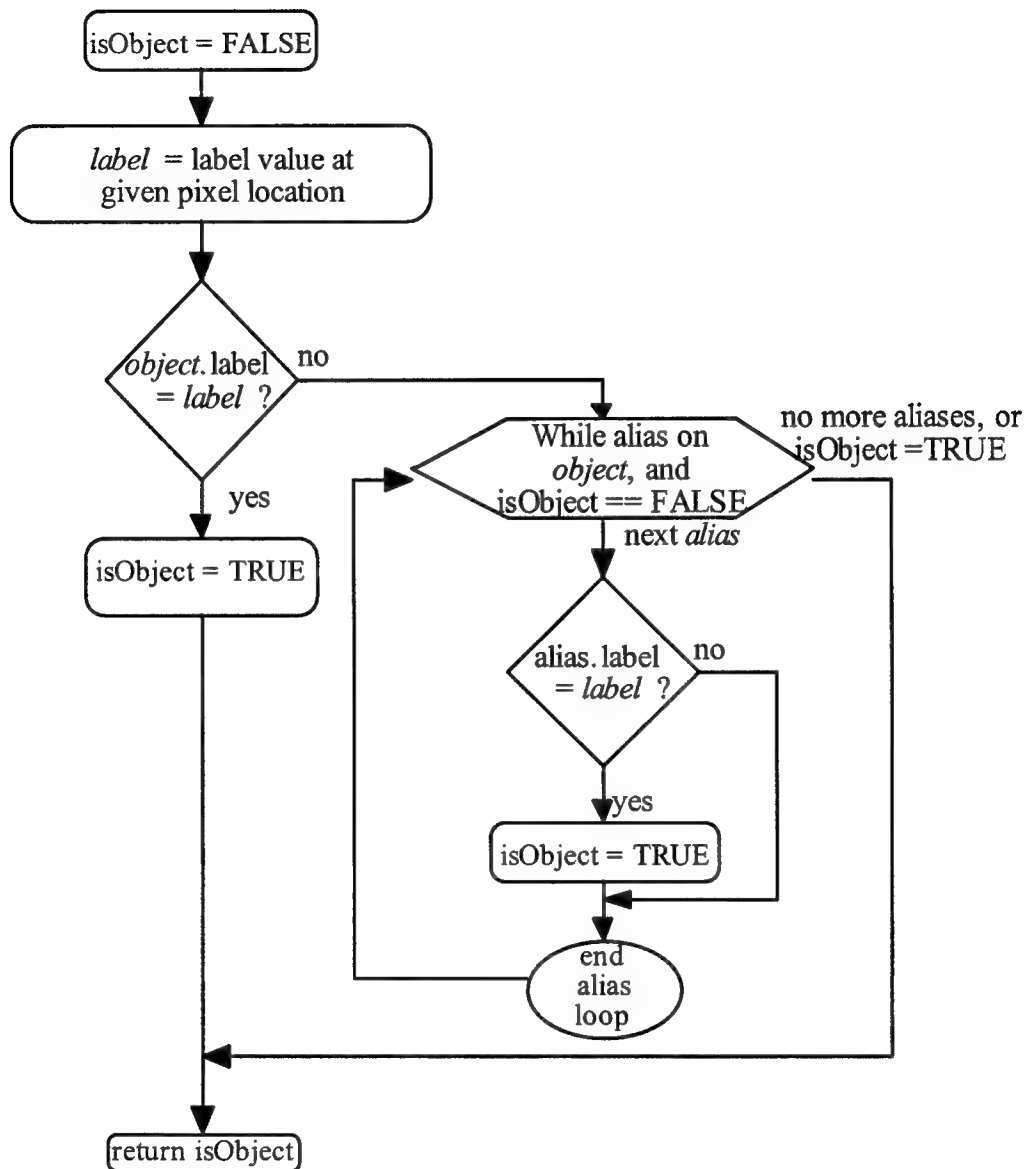 isObject = FALSE
label = label value at
given pixel location
object.label
= label ?
no
yes
isObject = TRUE
While alias on
object, and
isObject == FALSE
no more aliases, or
isObject =TRUE
next alias
alias.label
= label ?
no
yes
isObject = TRUE
end
alias
loop
return isObject